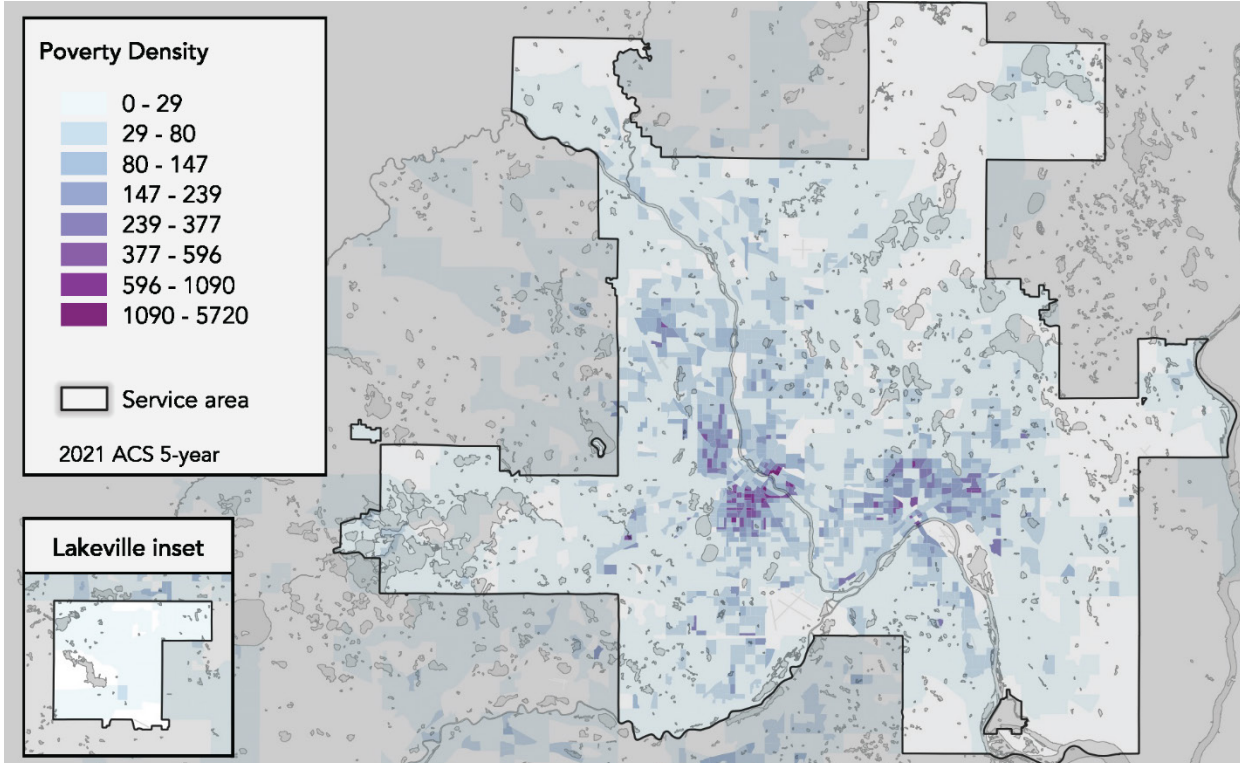 Poverty Density
0 - 29
29 - 80
80 - 147
147 - 239
239 - 377
377 - 596
596 - 1090
1090 - 5720
Service area
2021 ACS 5-year
Lakeville inset